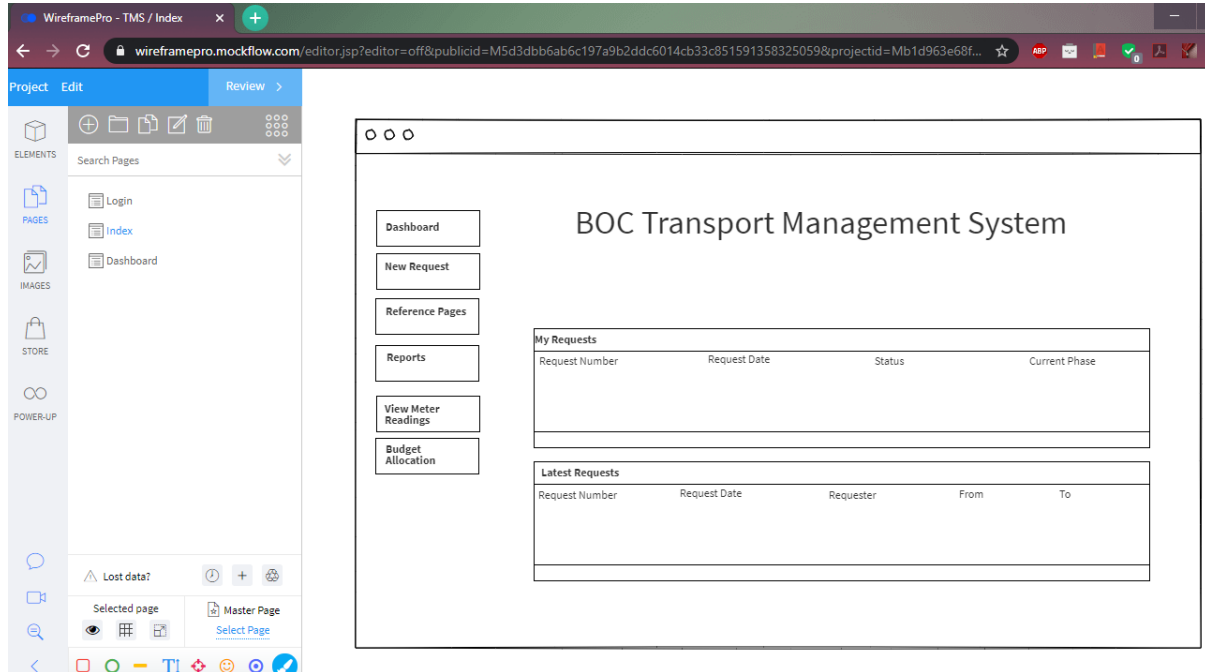 WireframePro - TMS / Index
wireframepro.mockflow.com/editor.jsp?editor=off&publicid=M5d3dbb6ab6c197a9b2ddc6014cb33c851591358325059&projectid=Mb1d963e68f...
ABP
0
Project Edit Review >
ELEMENTS
PAGES
IMAGES
STORE
POWER-UP
Search Pages
Login
Index
Dashboard
Lost data?
Selected page
Master Page
Select Page
BOC Transport Management System
Dashboard
New Request
Reference Pages
Reports
View Meter
Readings
Budget
Allocation
My Requests
Request Number Request Date Status Current Phase
Latest Requests
Request Number Request Date Requester From To